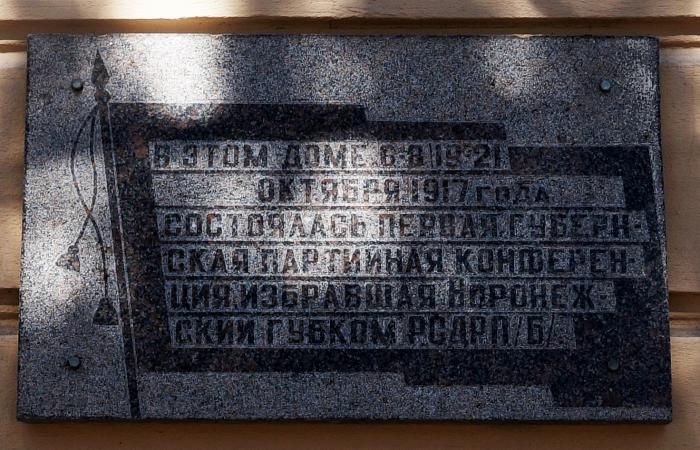 В ЭТОМ ДОМЕ 6-8/19-21/
ОКТЯБРЯ 1917 ГОДА
СОСТОЯЛАСЬ ПЕРВАЯ ГУБЕРН-
СКАЯ ПАРТИЙНАЯ КОНФЕРЕН-
ЦИЯ, ИЗБРАВШАЯ ВОРОНЕЖ-
СКИЙ ГУБКОМ РСДРП/Б/.